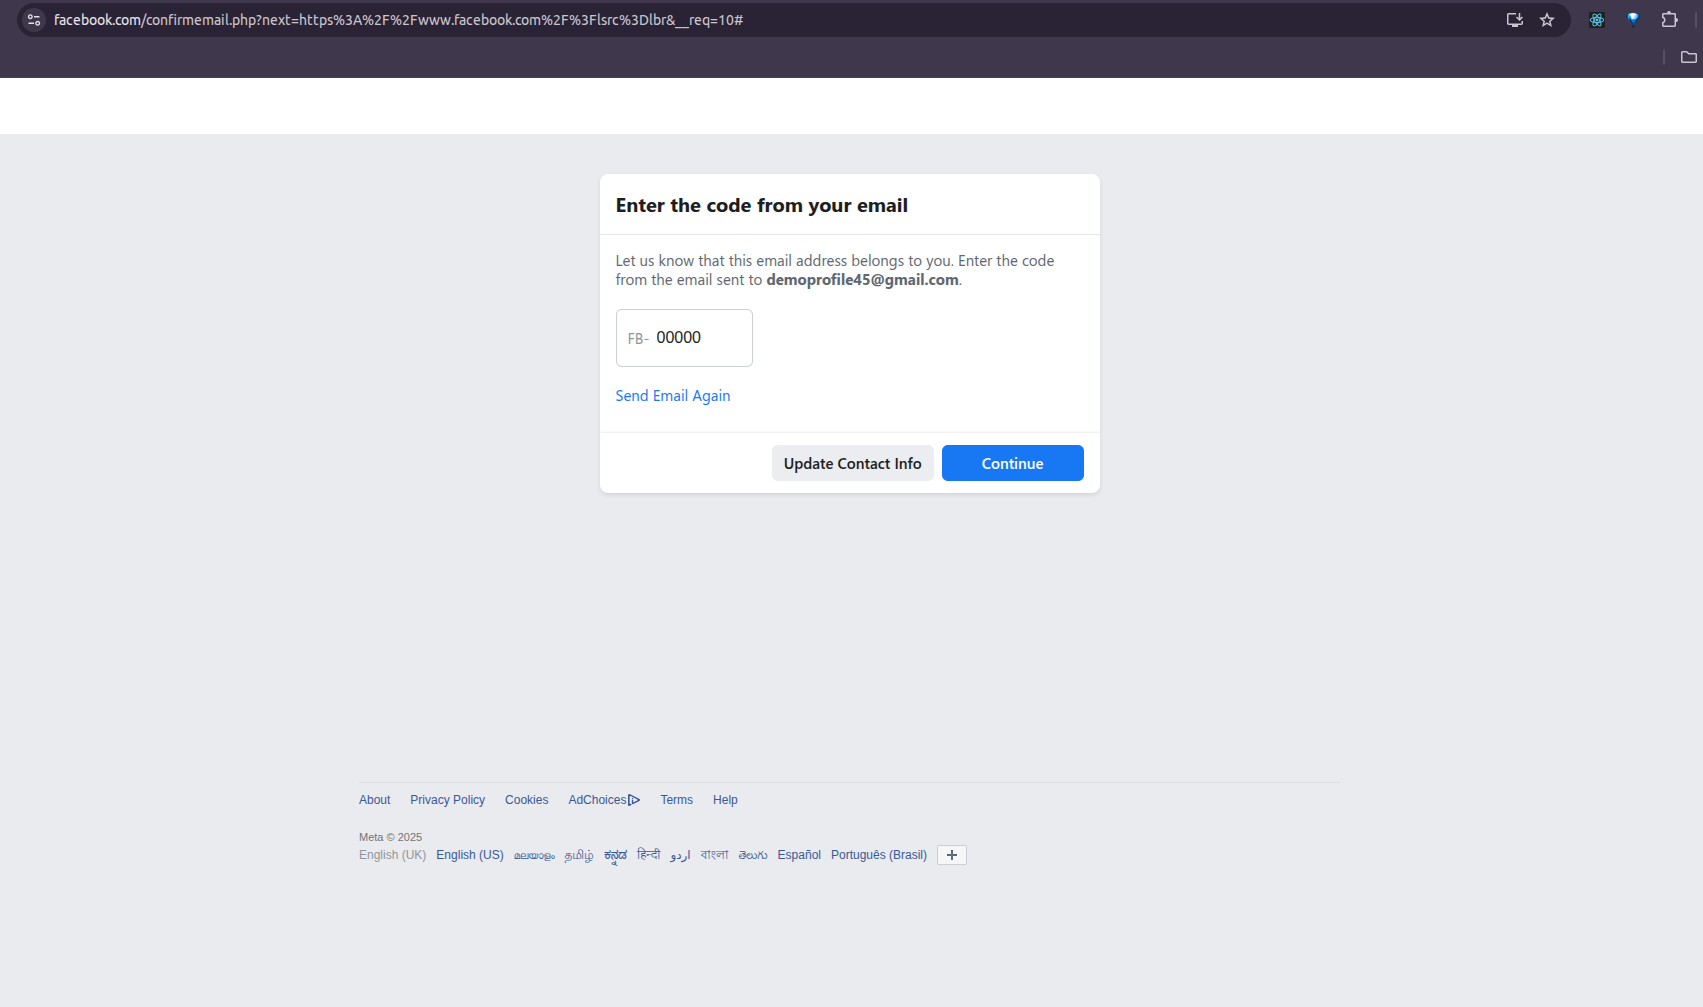 facebook.com/confirmemail.php?next=https%3A%2F%2Fwww.facebook.com%2F%3Flsrc%3Dlbr&__req=10#
Enter the code from your email
Let us know that this email address belongs to you. Enter the code
from the email sent to demoprofile45@gmail.com.
FB- 00000
Send Email Again
Update Contact Info Continue
About Privacy Policy Cookies AdChoices Terms Help
Meta © 2025
English (UK) English (US) മലയാളം தமிழ் ಕನ್ನಡ हिन्दी اردو বাংলা తెలుగు Español Português (Brasil)